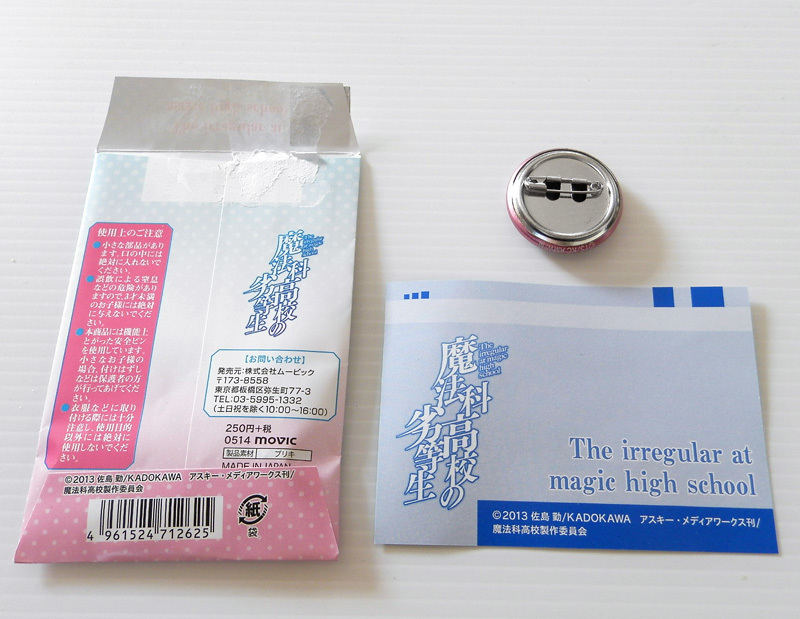 使用上のご注意
●小さな部品があり
ます。口の中には
絶対に入れないで
ください。
●誤飲による窒息
などの危険があり
ますので、3才未満
のお子様には絶対
に与えないでくだ
さい。
●本商品には機能上
とがった安全ピン
を使用しています。
小さなお子様の
場合、付けはずし
などは保護者の方
が行ってあげてく
ださい。
●衣服などに取り
付ける際には十分
注意し、使用目的
以外には絶対に
使用しないでくだ
さい。
魔法科高校の
劣等生
The
irregular
at magic
high
school
【お問い合わせ】
発売元:株式会社ムービック
〒173-8558
東京都板橋区弥生町77-3
TEL:03-5995-1332
(土日祝を除く10:00〜16:00)
250円+税
0514 movic
製品素材 ブリキ
MADE IN JAPAN
©2013 佐島 勤/KADOKAWA アスキー・メディアワークス刊/
魔法科高校製作委員会
4 961524 712625
紙
袋
魔法科高校の
劣等生
The
irregular
at magic
high
school
The irregular at
magic high school
©2013 佐島 勤/KADOKAWA アスキー・メディアワークス刊/
魔法科高校製作委員会